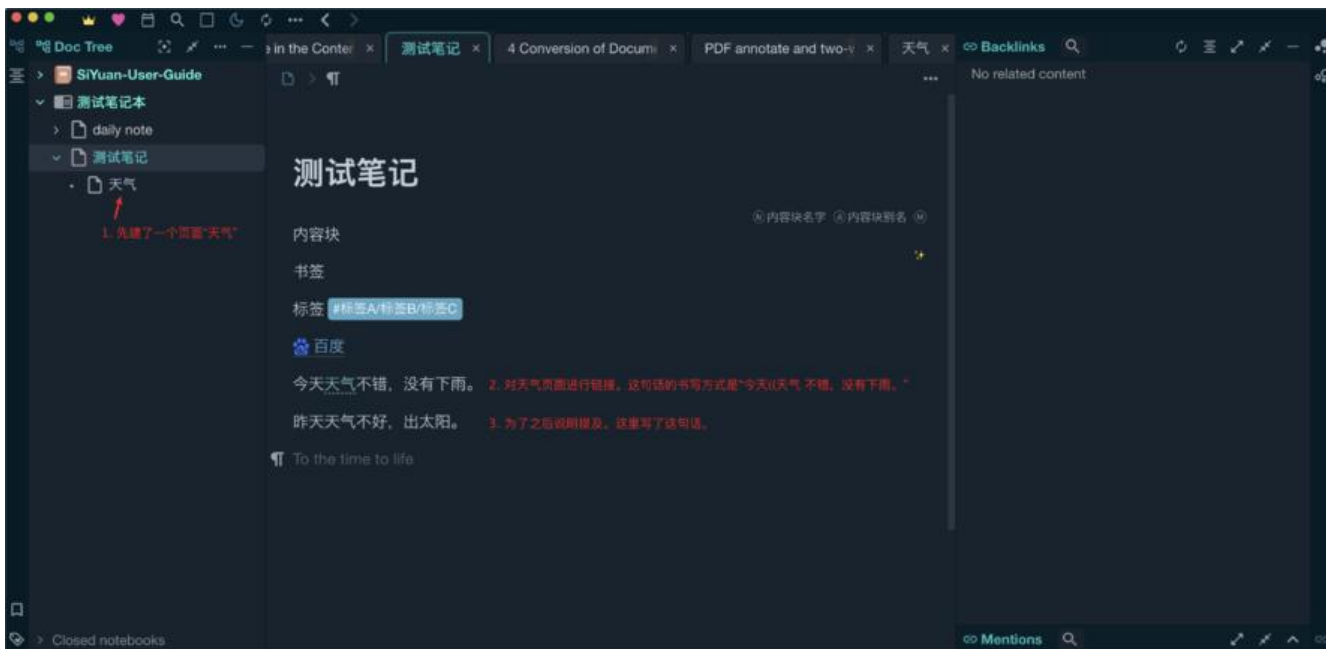 Doc Tree
e in the Conter ×
测试笔记 ×
4 Conversion of Docum ×
PDF annotate and two-v ×
天气 ×
Backlinks
SiYuan-User-Guide
No related content
测试笔记本
daily note
测试笔记
天气
1. 先建了一个页面“天气”
测试笔记
内容块名字 内容块别名
内容块
书签
标签 #标签A/标签B/标签C
百度
今天天气不错，没有下雨。 2. 对天气页面进行链接。这句话的书写方式是“今天((天气 不错，没有下雨。”
昨天天气不好，出太阳。 3. 为了之后说明提及，这里写了这句话。
To the time to life
Closed notebooks
Mentions